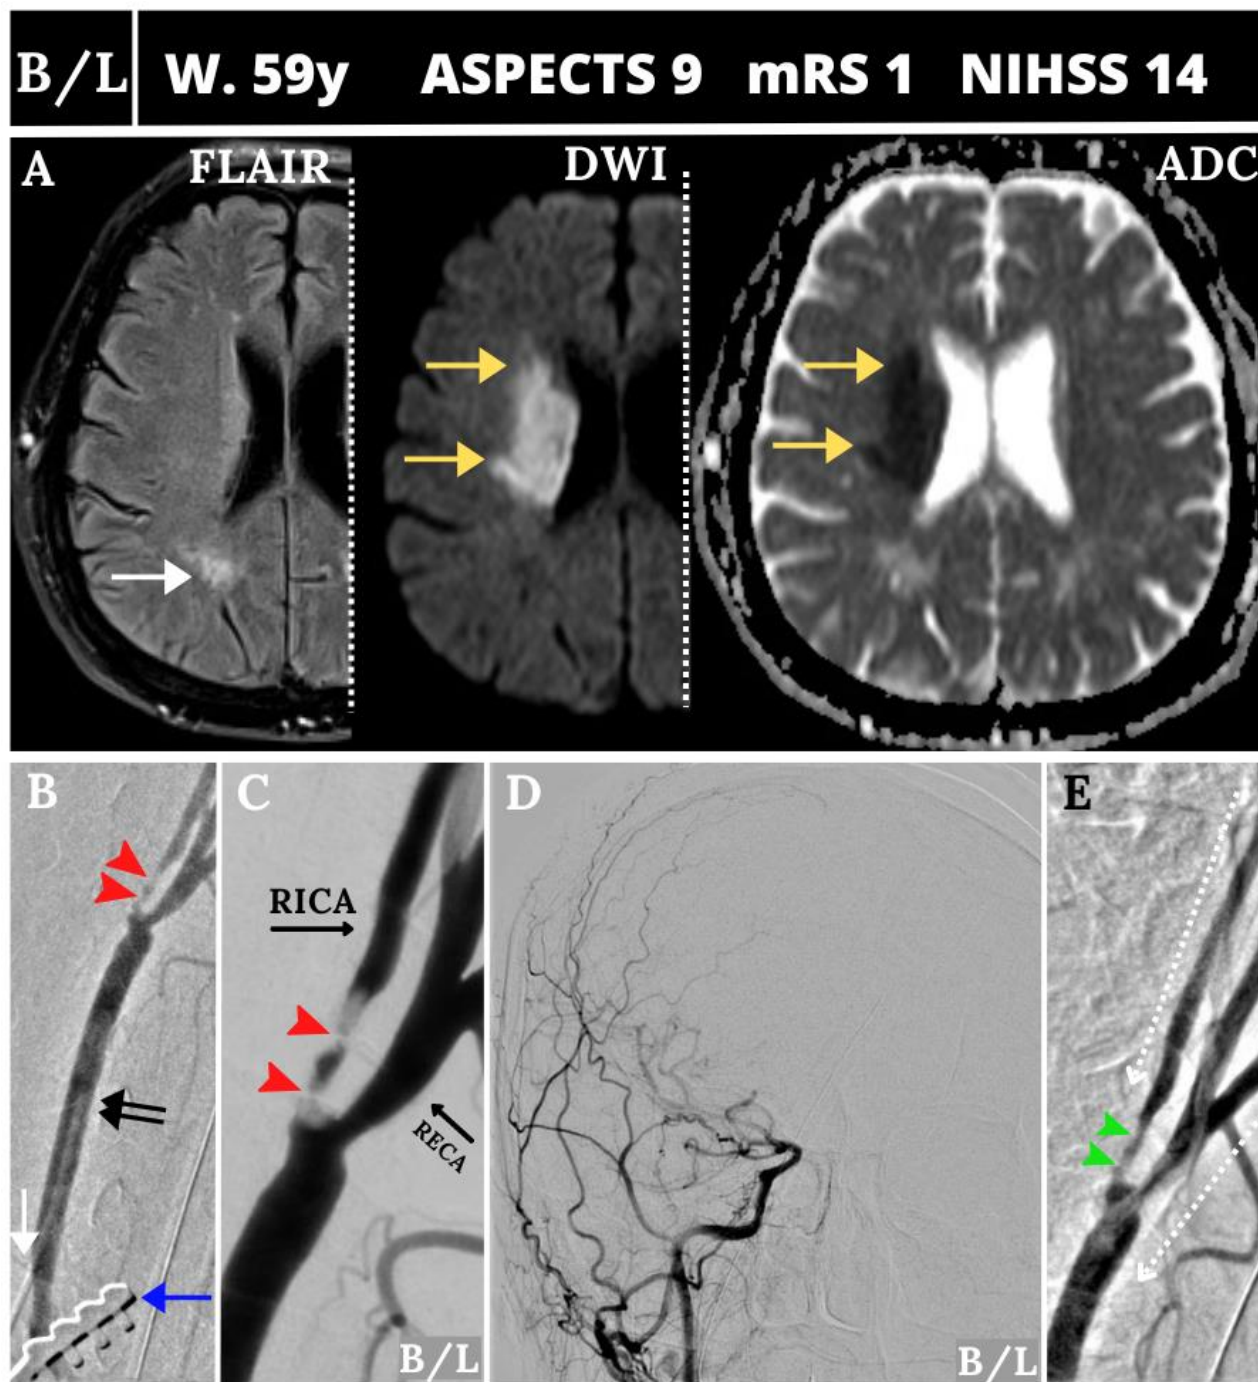 B/L W. 59y ASPECTS 9 mRS 1 NIHSS 14
A FLAIR DWI ADC
B C D E
RICA
RECA
B/L B/L